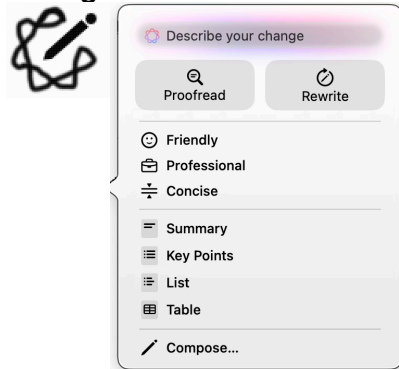 Describe your change
Proofread
Rewrite
Friendly
Professional
Concise
Summary
Key Points
List
Table
Compose...